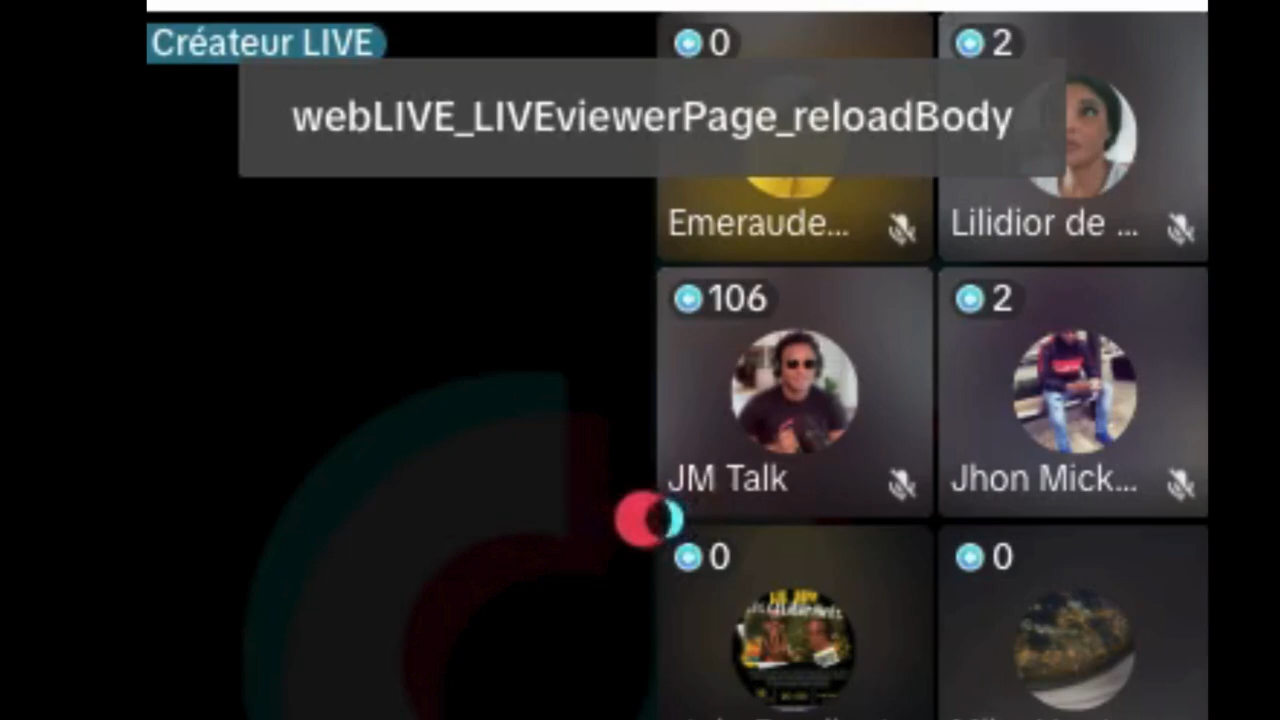 Créateur LIVE
0
2
webLIVE_LIVEviewerPage_reloadBody
Emeraude...
Lilidior de ...
106
2
JM Talk
Jhon Mick...
0
0